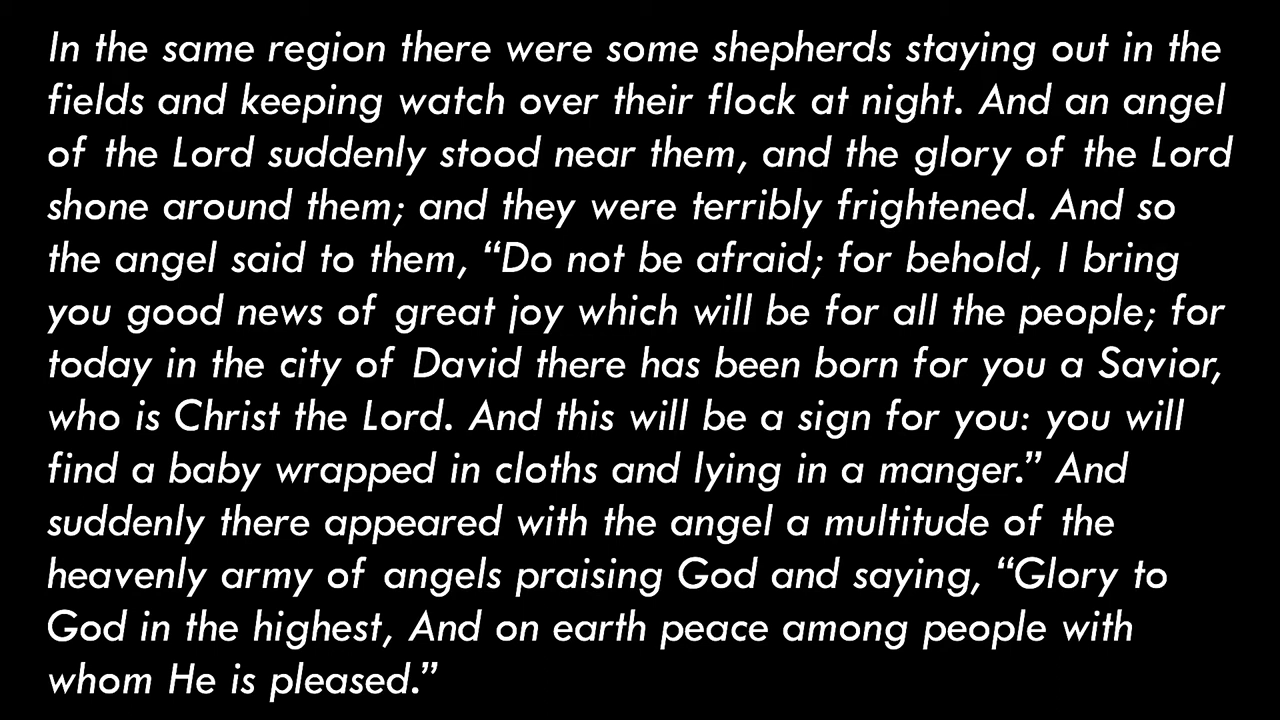 In the same region there were some shepherds staying out in the
fields and keeping watch over their flock at night. And an angel
of the Lord suddenly stood near them, and the glory of the Lord
shone around them; and they were terribly frightened. And so
the angel said to them, “Do not be afraid; for behold, I bring
you good news of great joy which will be for all the people; for
today in the city of David there has been born for you a Savior,
who is Christ the Lord. And this will be a sign for you: you will
find a baby wrapped in cloths and lying in a manger.” And
suddenly there appeared with the angel a multitude of the
heavenly army of angels praising God and saying, “Glory to
God in the highest, And on earth peace among people with
whom He is pleased.”